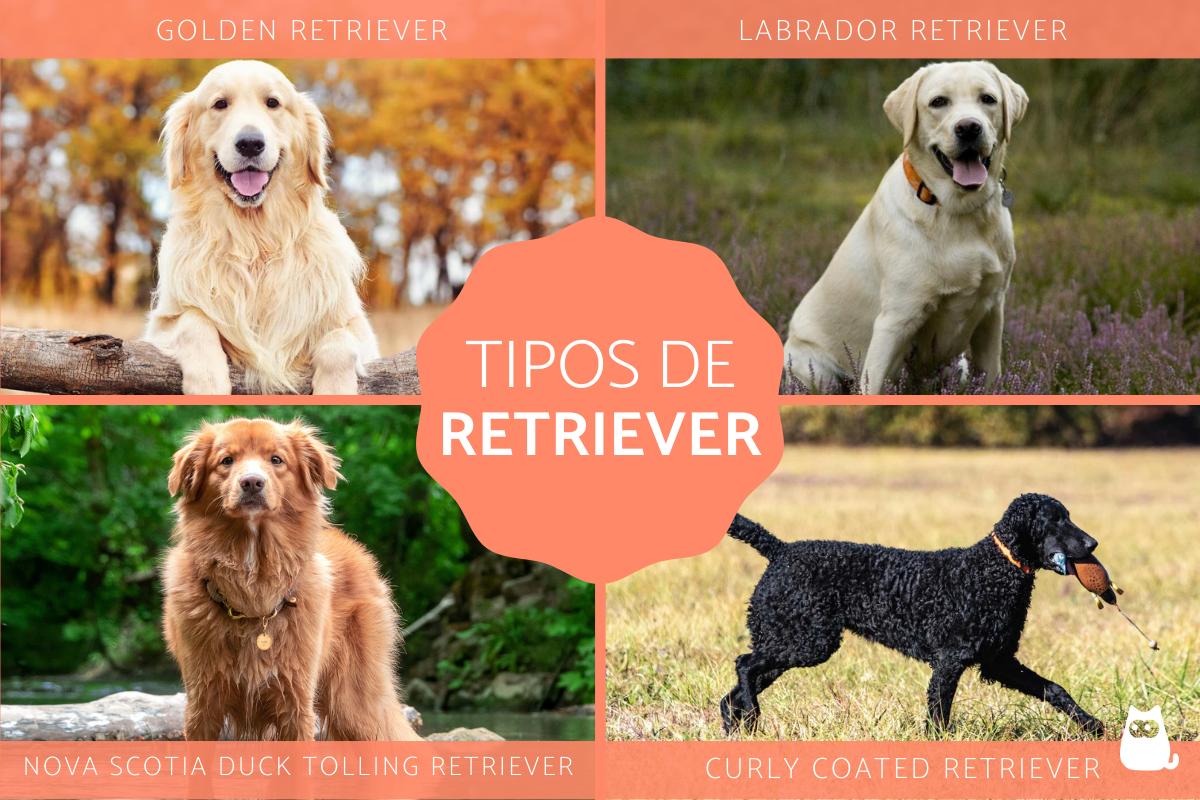 GOLDEN RETRIEVER
LABRADOR RETRIEVER
TIPOS DE
RETRIEVER
NOVA SCOTIA DUCK TOLLING RETRIEVER
CURLY COATED RETRIEVER